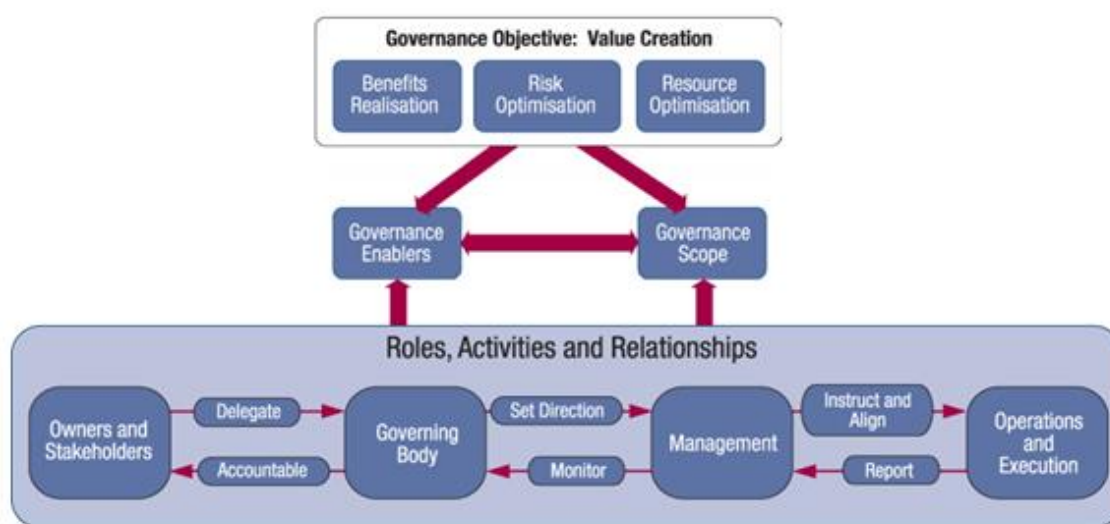 Governance Objective: Value Creation
Benefits
Realisation
Risk
Optimisation
Resource
Optimisation
Governance
Enablers
Governance
Scope
Roles, Activities and Relationships
Owners and
Stakeholders
Delegate
Accountable
Governing
Body
Set Direction
Monitor
Management
Instruct and
Align
Report
Operations
and
Execution